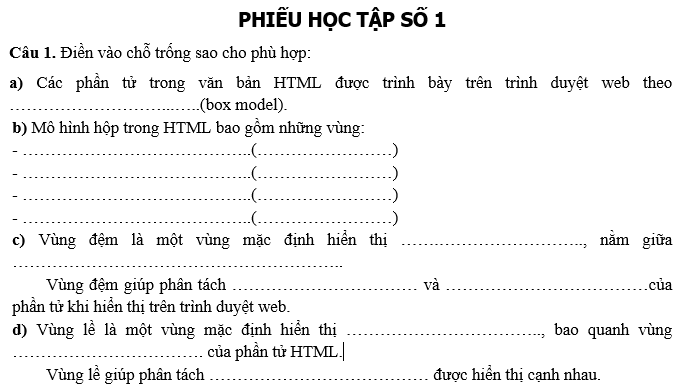 PHIẾU HỌC TẬP SỐ 1
Câu 1. Điền vào chỗ trống sao cho phù hợp:
a) Các phần tử trong văn bản HTML được trình bày trên trình duyệt web theo
………………………..…..(box model).
b) Mô hình hộp trong HTML bao gồm những vùng:
- …………………………………..(……………………)
- …………………………………..(……………………)
- …………………………………..(……………………)
- …………………………………..(……………………)
c) Vùng đệm là một vùng mặc định hiển thị ………………………….., nằm giữa
…………………………………………………..
Vùng đệm giúp phân tách …………………………… và ………………………………của
phần tử khi hiển thị trên trình duyệt web.
d) Vùng lề là một vùng mặc định hiển thị …………………………….., bao quanh vùng
……………………………. của phần tử HTML.
Vùng lề giúp phân tách ………………………………… được hiển thị cạnh nhau.